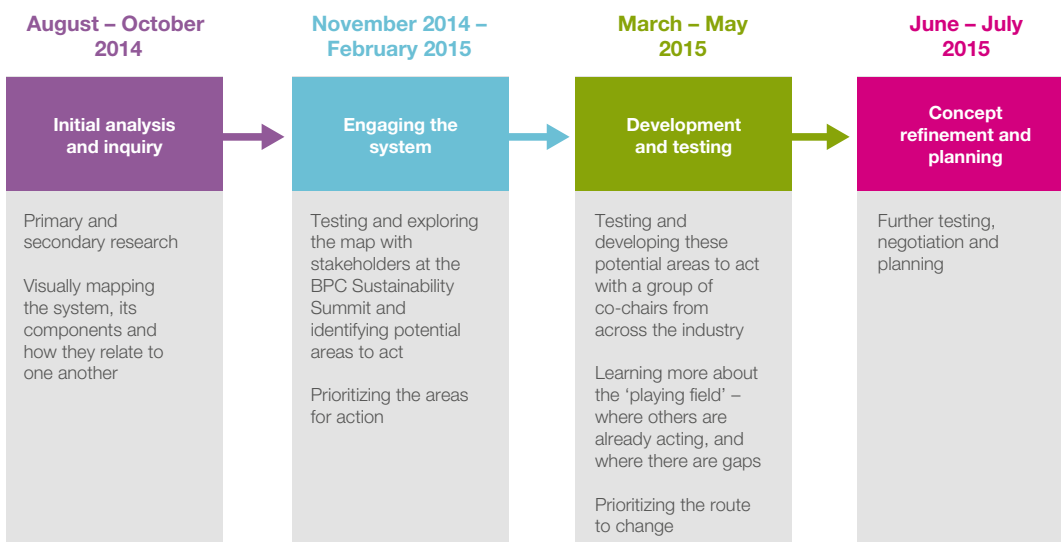 August – October
2014
Initial analysis
and inquiry
Primary and
secondary research
Visually mapping
the system, its
components and
how they relate to
one another
November 2014 –
February 2015
Engaging the
system
Testing and exploring
the map with
stakeholders at the
BPC Sustainability
Summit and
identifying potential
areas to act
Prioritizing the areas
for action
March – May
2015
Development
and testing
Testing and
developing these
potential areas to act
with a group of
co-chairs from
across the industry
Learning more about
the ‘playing field’ –
where others are
already acting, and
where there are gaps
Prioritizing the route
to change
June – July
2015
Concept
refinement and
planning
Further testing,
negotiation and
planning